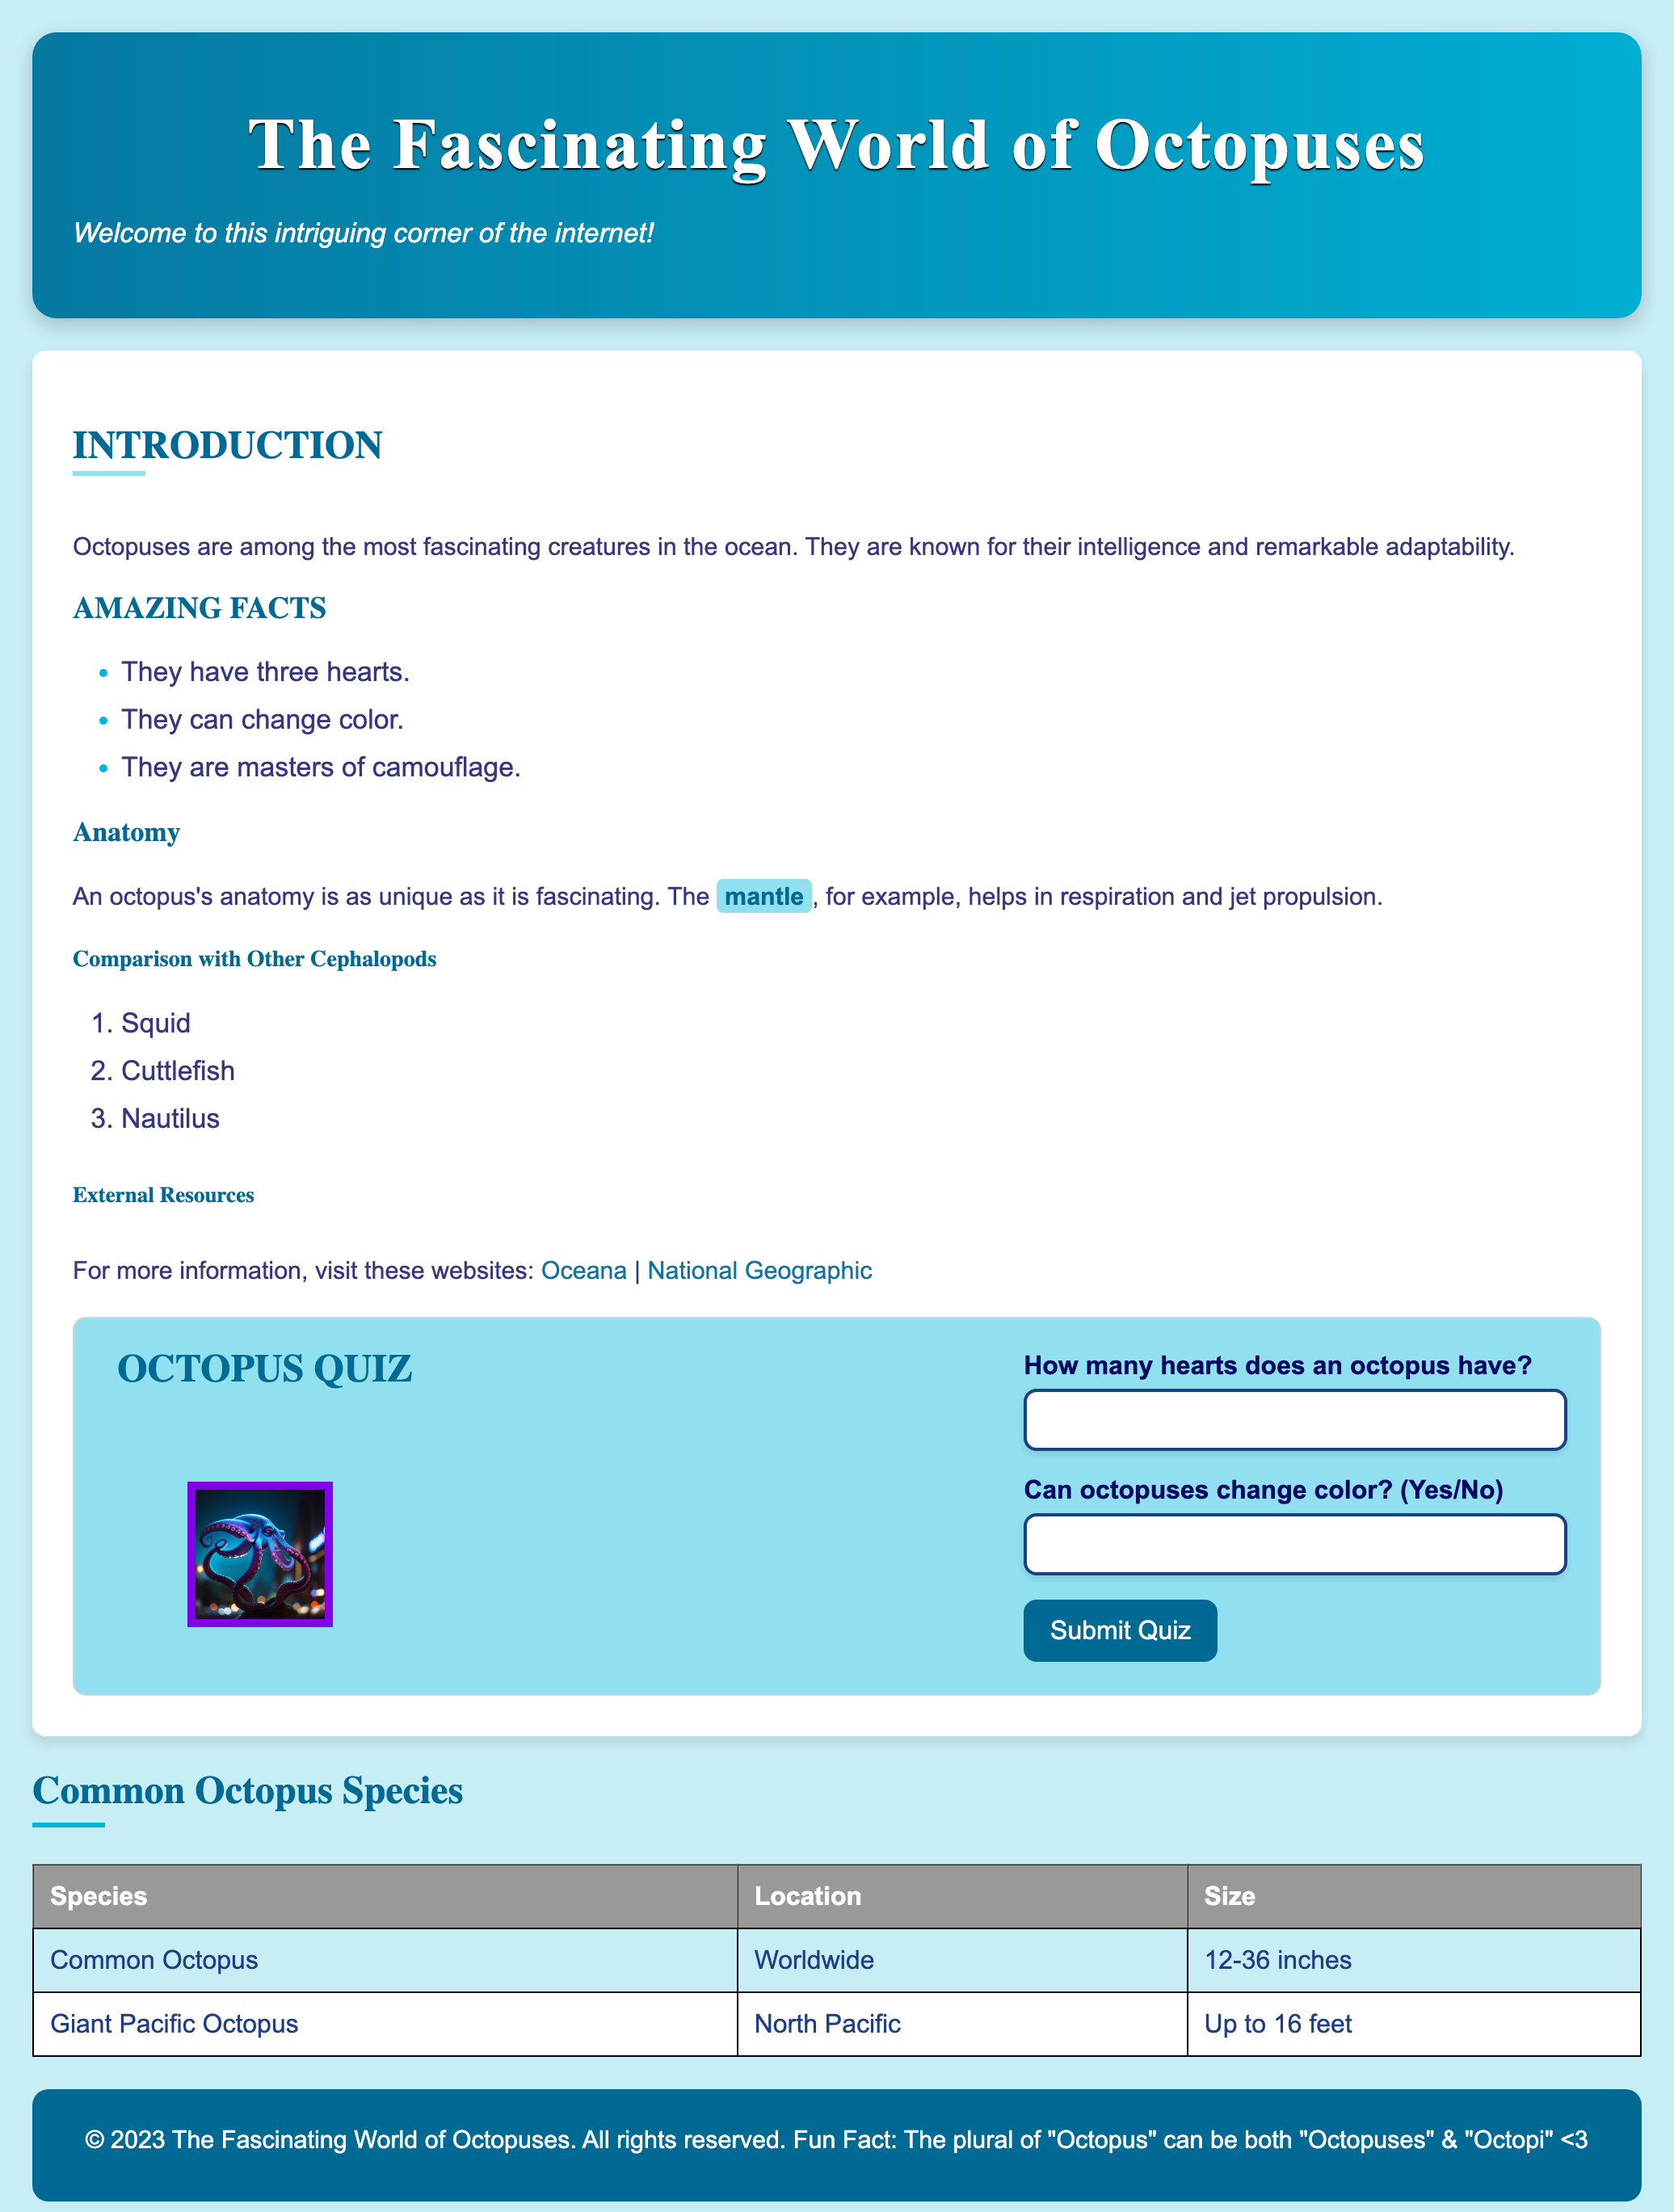 The Fascinating World of Octopuses
Welcome to this intriguing corner of the internet!
INTRODUCTION
Octopuses are among the most fascinating creatures in the ocean. They are known for their intelligence and remarkable adaptability.
AMAZING FACTS
• They have three hearts.
• They can change color.
• They are masters of camouflage.
Anatomy
An octopus's anatomy is as unique as it is fascinating. The mantle, for example, helps in respiration and jet propulsion.
Comparison with Other Cephalopods
1. Squid
2. Cuttlefish
3. Nautilus
External Resources
For more information, visit these websites: Oceana | National Geographic
OCTOPUS QUIZ
How many hearts does an octopus have?
Can octopuses change color? (Yes/No)
Submit Quiz
Common Octopus Species
Species Location Size
Common Octopus Worldwide 12-36 inches
Giant Pacific Octopus North Pacific Up to 16 feet
© 2023 The Fascinating World of Octopuses. All rights reserved. Fun Fact: The plural of "Octopus" can be both "Octopuses" & "Octopi" <3